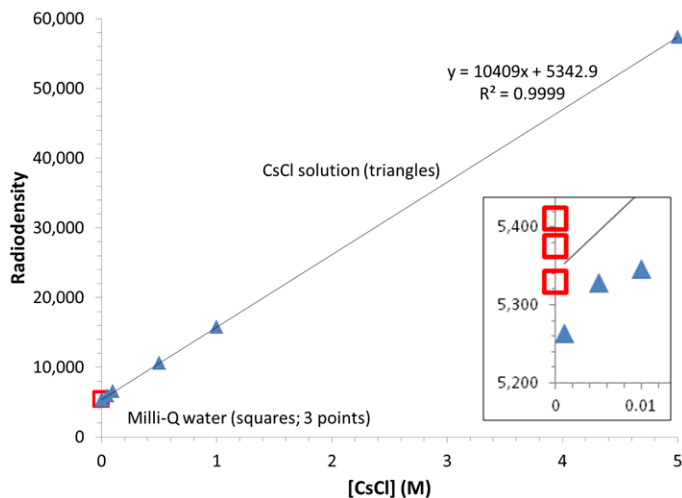 60,000
50,000
40,000
30,000
20,000
10,000
0
Radiodensity
y = 10409x + 5342.9
R² = 0.9999
CsCl solution (triangles)
Milli-Q water (squares; 3 points)
5,400
5,300
5,200
0 0.01
0 1 2 3 4 5
[CsCl] (M)